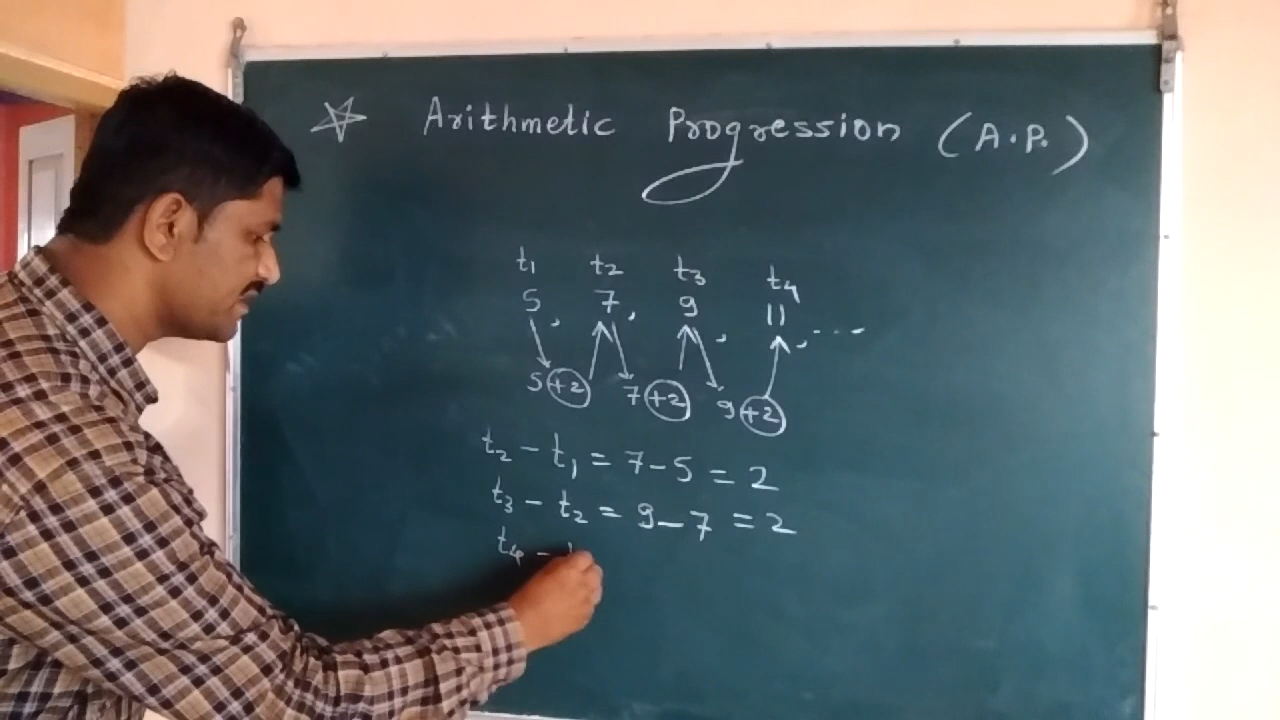 ☆ Arithmetic Progression (A.P.)
t1 t2 t3 t4
5, 7, 9, 11, ....
5 +2 7 +2 9 +2
t2 - t1 = 7 - 5 = 2
t3 - t2 = 9 - 7 = 2
t4 - t